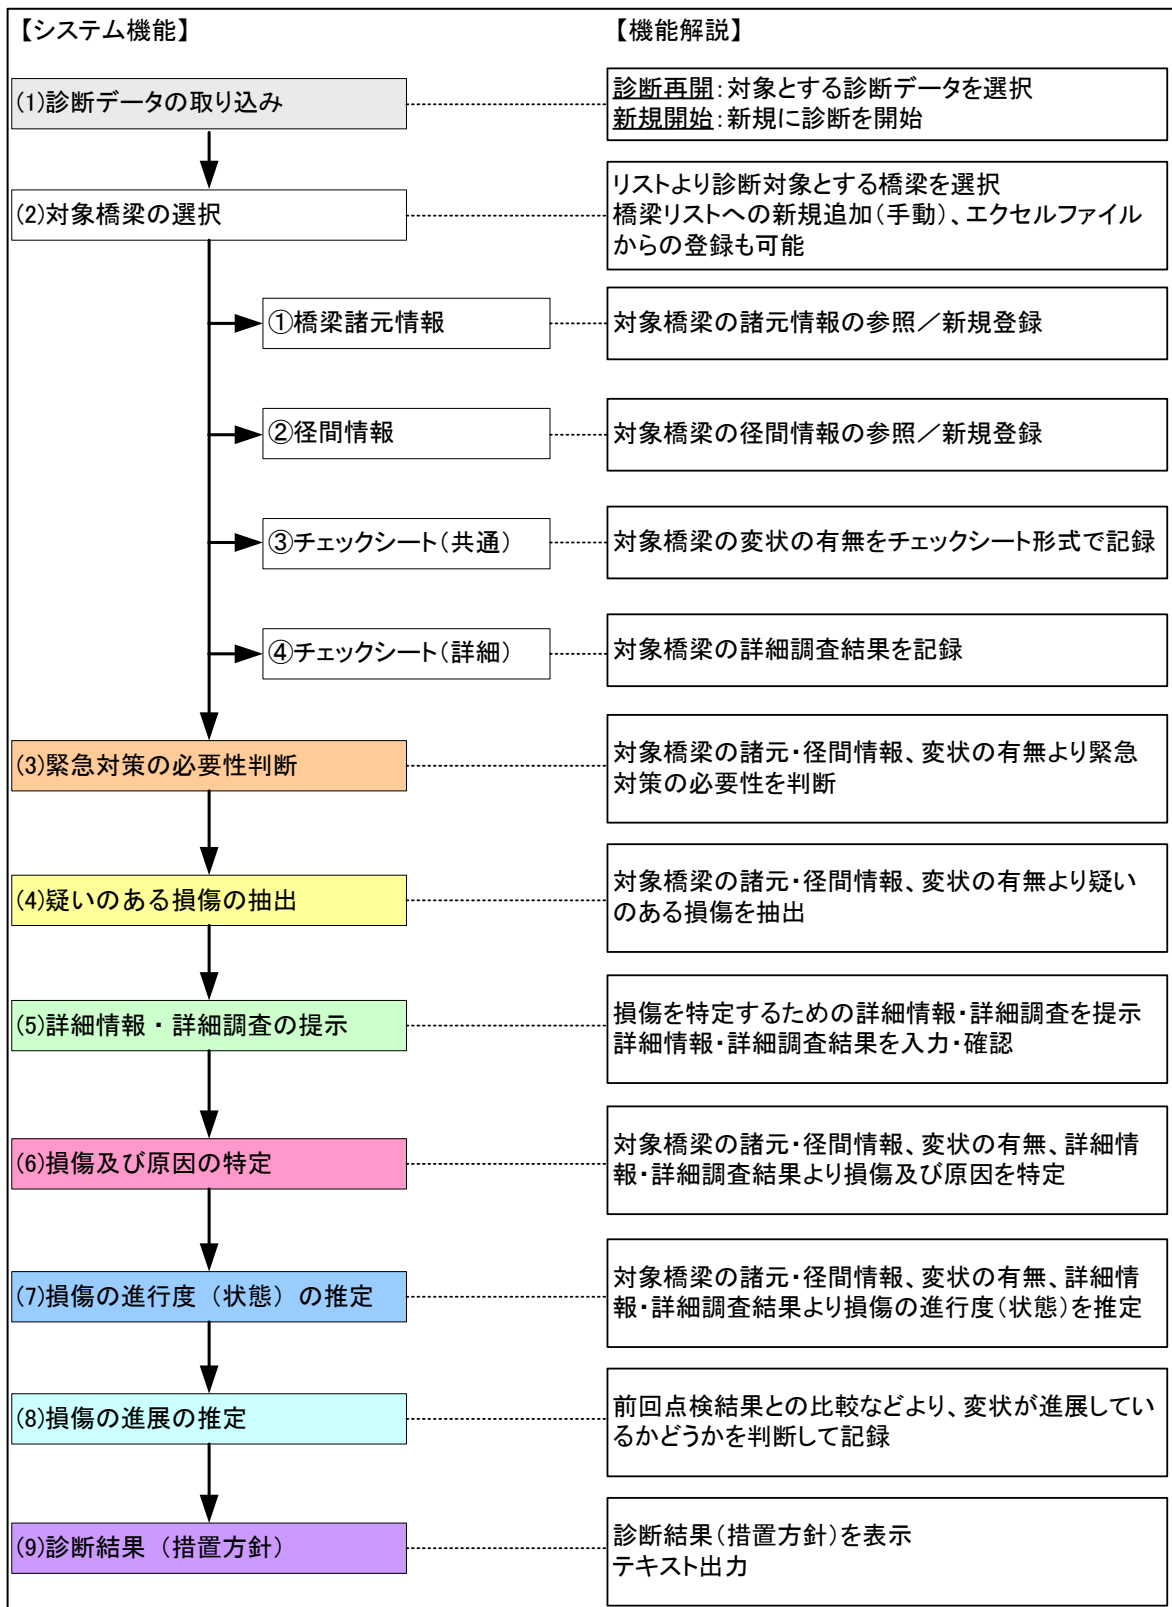 【システム機能】
【機能解説】
(1)診断データの取り込み
診断再開：対象とする診断データを選択
新規開始：新規に診断を開始
(2)対象橋梁の選択
リストより診断対象とする橋梁を選択
橋梁リストへの新規追加（手動）、エクセルファイル
からの登録も可能
①橋梁諸元情報
対象橋梁の諸元情報の参照／新規登録
②径間情報
対象橋梁の径間情報の参照／新規登録
③チェックシート（共通）
対象橋梁の変状の有無をチェックシート形式で記録
④チェックシート（詳細）
対象橋梁の詳細調査結果を記録
(3)緊急対策の必要性判断
対象橋梁の諸元・径間情報、変状の有無より緊急
対策の必要性を判断
(4)疑いのある損傷の抽出
対象橋梁の諸元・径間情報、変状の有無より疑い
のある損傷を抽出
(5)詳細情報・詳細調査の提示
損傷を特定するための詳細情報・詳細調査を提示
詳細情報・詳細調査結果を入力・確認
(6)損傷及び原因の特定
対象橋梁の諸元・径間情報、変状の有無、詳細情
報・詳細調査結果より損傷及び原因を特定
(7)損傷の進行度（状態）の推定
対象橋梁の諸元・径間情報、変状の有無、詳細情
報・詳細調査結果より損傷の進行度（状態）を推定
(8)損傷の進展の推定
前回点検結果との比較などより、変状が進展してい
るかどうかを判断して記録
(9)診断結果（措置方針）
診断結果（措置方針）を表示
テキスト出力